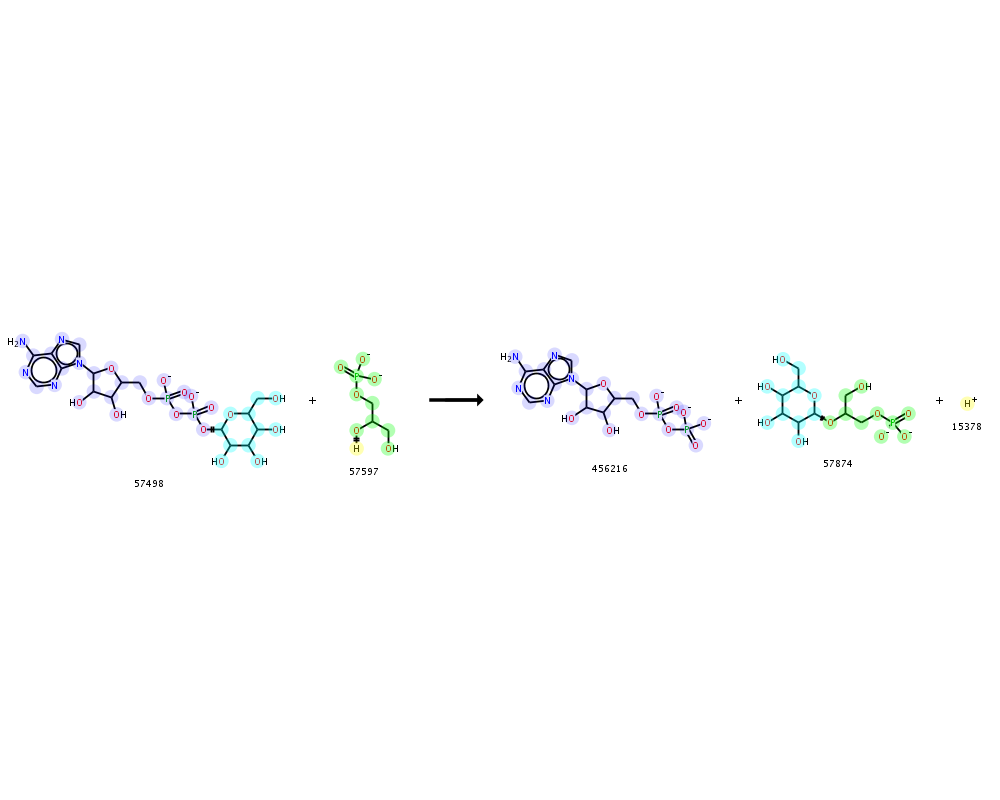 H₂N N N N N O HO OH O O⁻ P O O O⁻ P O O O OH OH OH HO
+
O⁻ O P O⁻ O O H OH
H₂N N N N N O HO OH O O⁻ P O O O⁻ P O⁻ O
+
HO HO HO OH O O OH O P O O⁻ O⁻
+
H⁺
57498
57597
456216
57874
15378